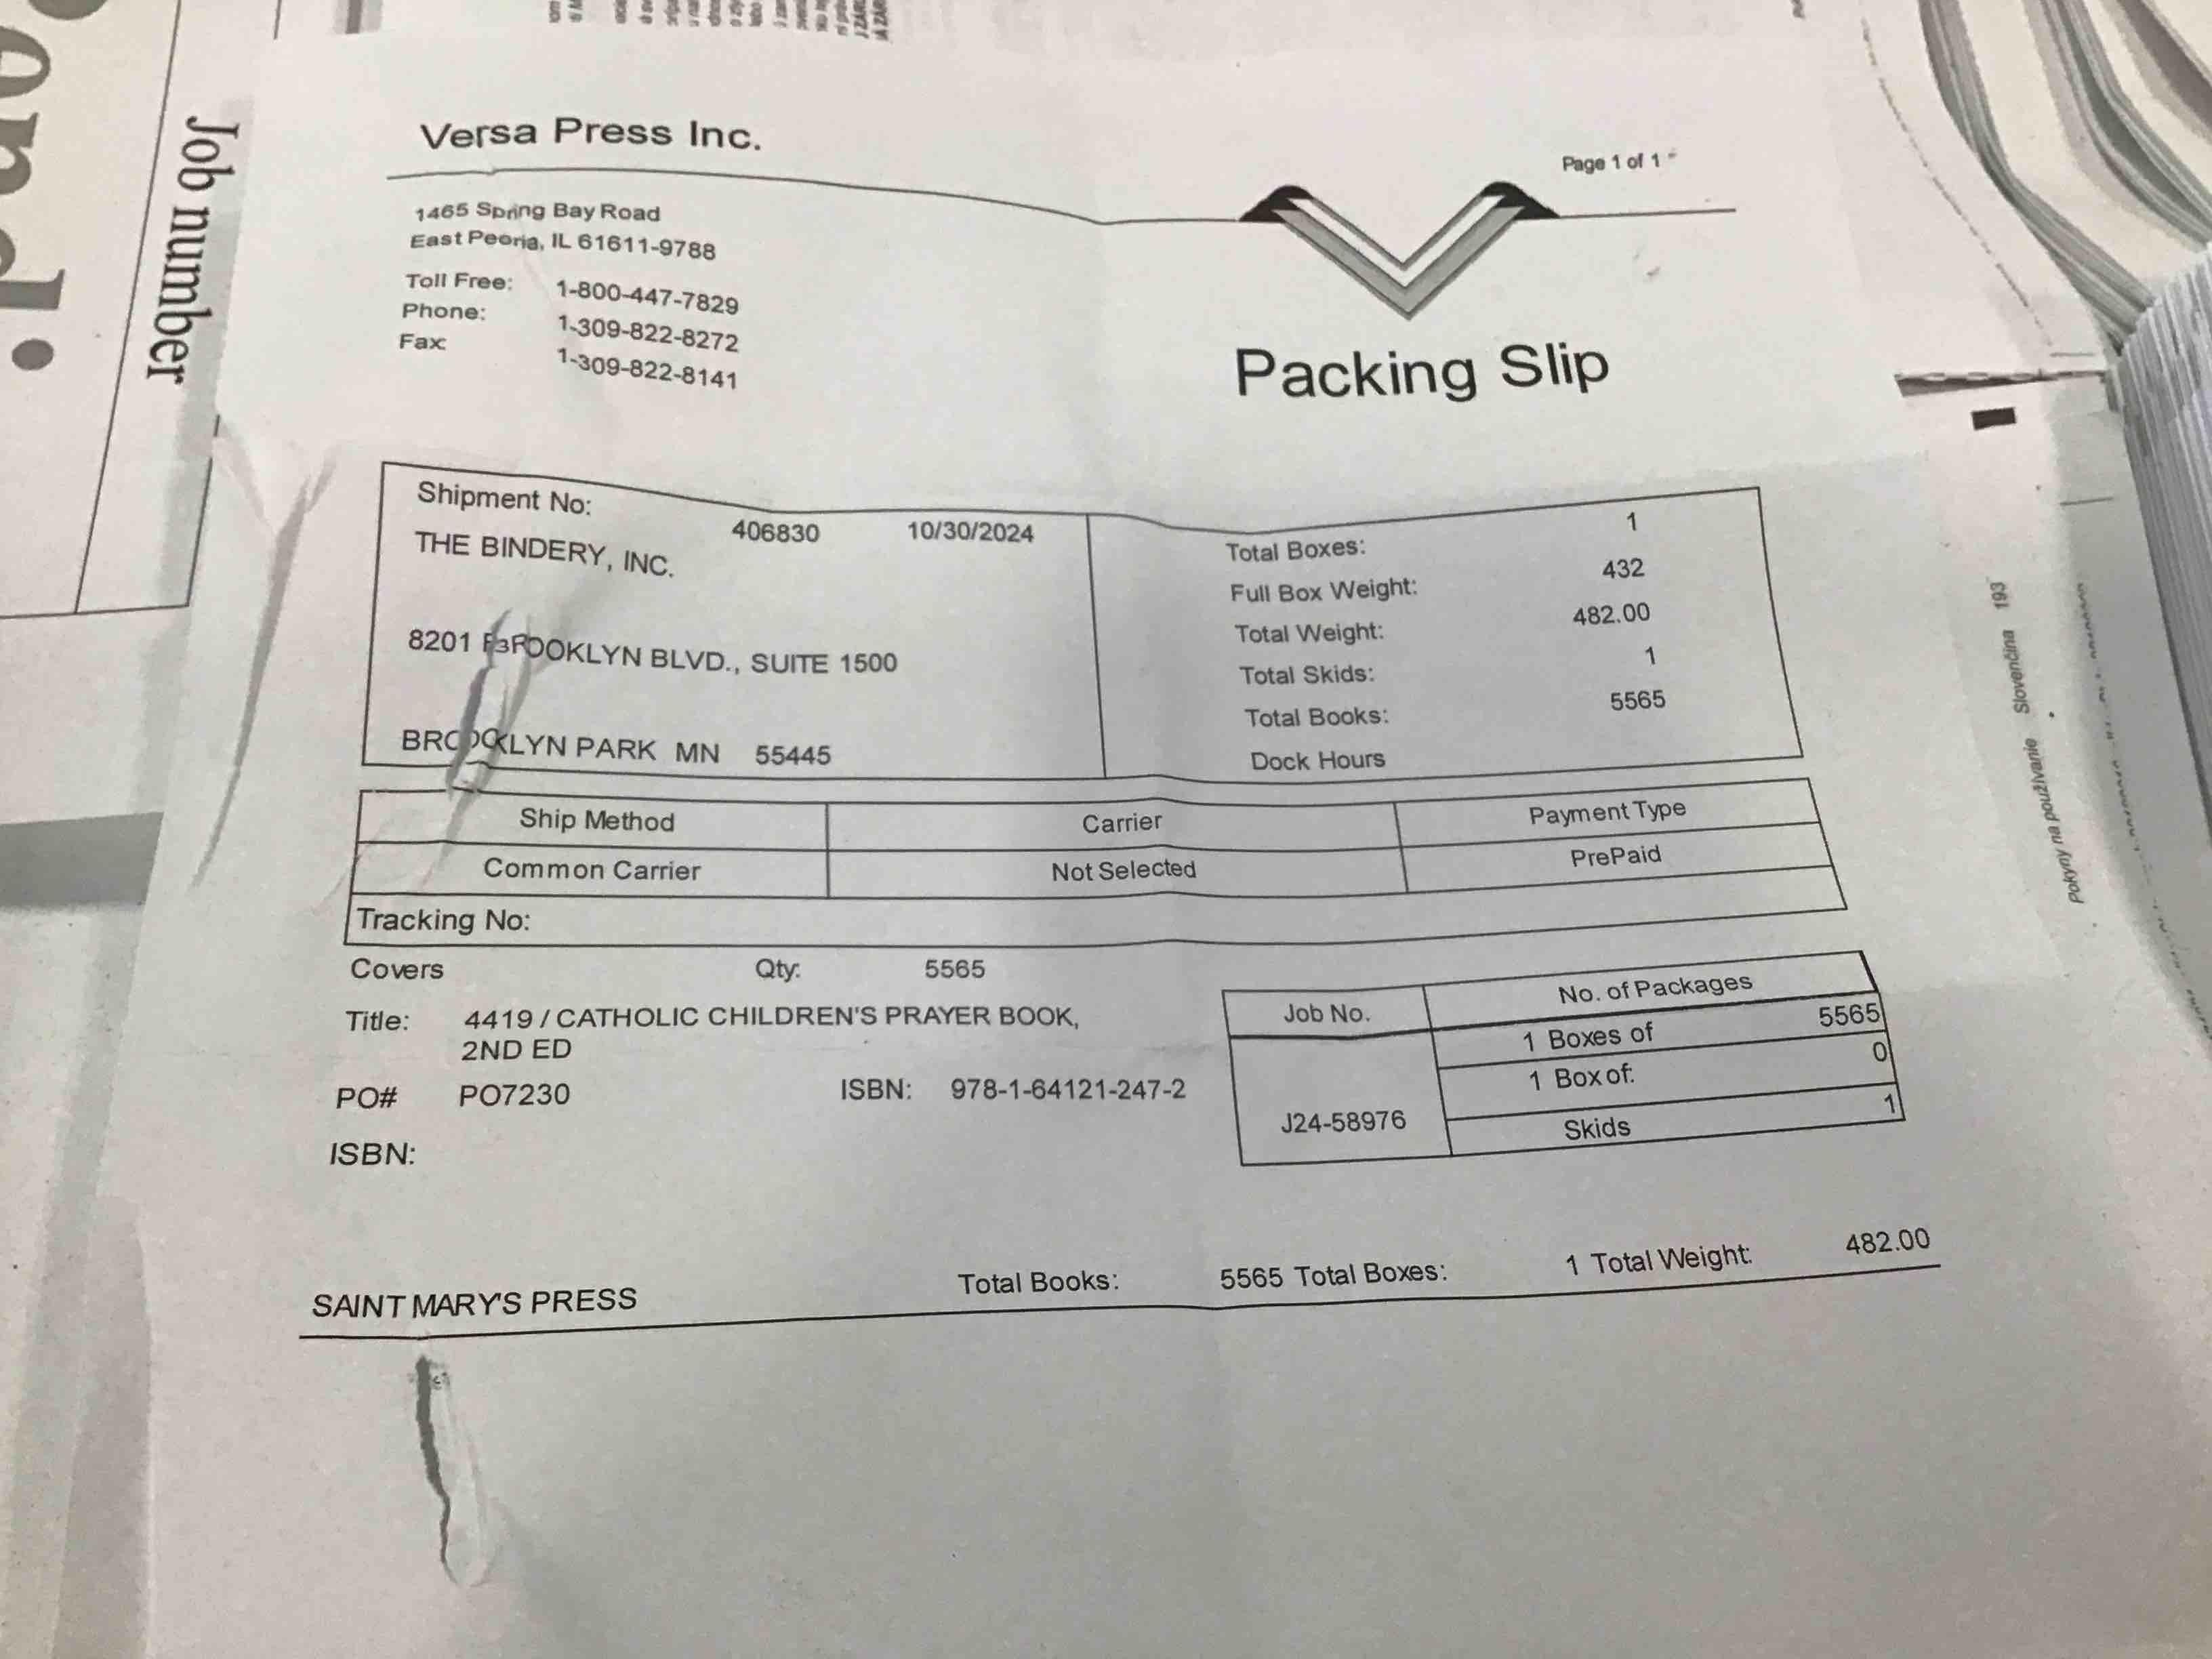 Job number
Versa Press Inc.
Page 1 of 1
1465 Spring Bay Road
East Peoria, IL 61611-9788
Toll Free: 1-800-447-7829
Phone: 1-309-822-8272
Fax: 1-309-822-8141
Packing Slip
Shipment No: 406830 10/30/2024
THE BINDERY, INC.
8201 BROOKLYN BLVD., SUITE 1500
BROOKLYN PARK MN 55445
Total Boxes: 1
Full Box Weight: 432
Total Weight: 482.00
Total Skids: 1
Total Books: 5565
Dock Hours
Ship Method Carrier Payment Type
Common Carrier Not Selected PrePaid
Tracking No:
Covers Qty: 5565
Title: 4419 / CATHOLIC CHILDREN'S PRAYER BOOK,
2ND ED
PO# PO7230 ISBN: 978-1-64121-247-2
ISBN:
Job No. No. of Packages
J24-58976
1 Boxes of 5565
1 Box of: 0
Skids 1
SAINT MARY'S PRESS Total Books: 5565 Total Boxes: 1 Total Weight: 482.00
Pokyny na používanie Slovenčina 193